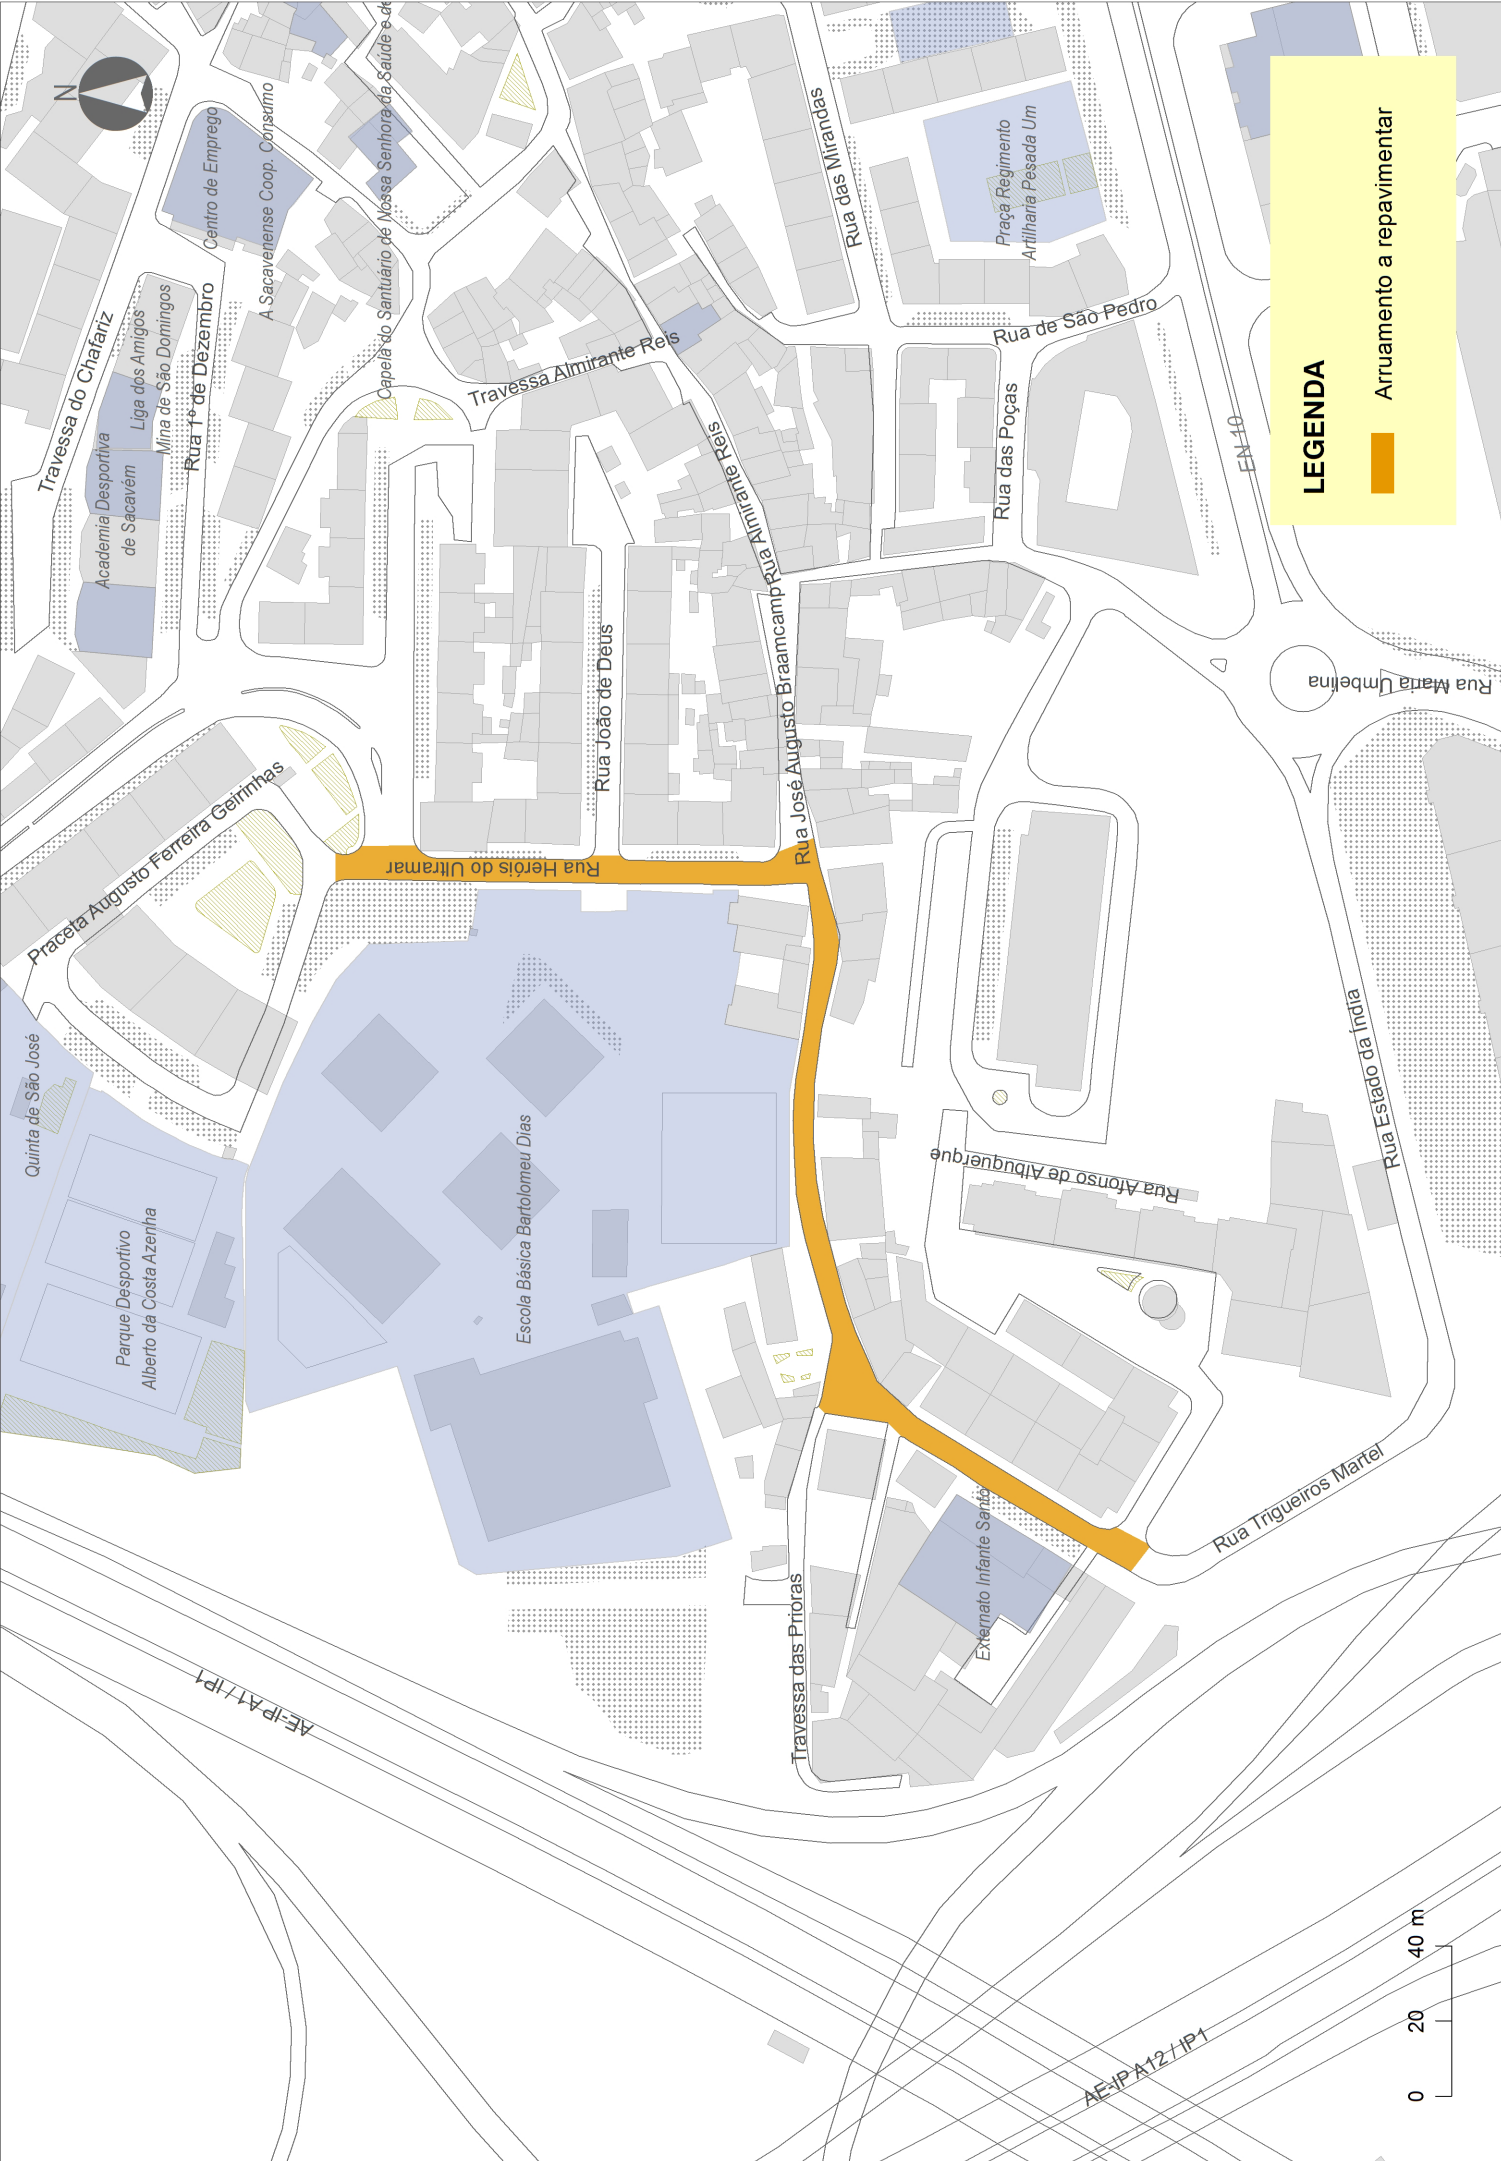 N
Travessa do Chafariz
Centro de Emprego
A Sacavenense Coop. Consumo
Capela do Santuário de Nossa Senhora da Saúde e de
Liga dos Amigos
Mina de São Domingos
Rua 1º de Dezembro
Academia Desportiva
de Sacavém
Travessa Almirante Reis
Rua das Mirandas
Praça Regimento
Artilharia Pesada Um
Rua de São Pedro
Rua das Poças
Rua Almirante Reis
Rua Almirante Reis
Rua José Augusto Braamcamp
Rua João de Deus
Rua Heróis do Ultramar
Praceta Augusto Ferreira Geirinhas
Quinta de São José
Parque Desportivo
Alberto da Costa Azenha
Escola Básica Bartolomeu Dias
EN 10
Rua Maria Umbelina
Rua Estado da Índia
Rua Afonso de Albuquerque
Rua Trigueiros Martel
Externato Infante Santo
Travessa das Prioras
AE-IP A1 / IP1
AE-IP A12 / IP1
LEGENDA
Arruamento a repavimentar
0 20 40 m